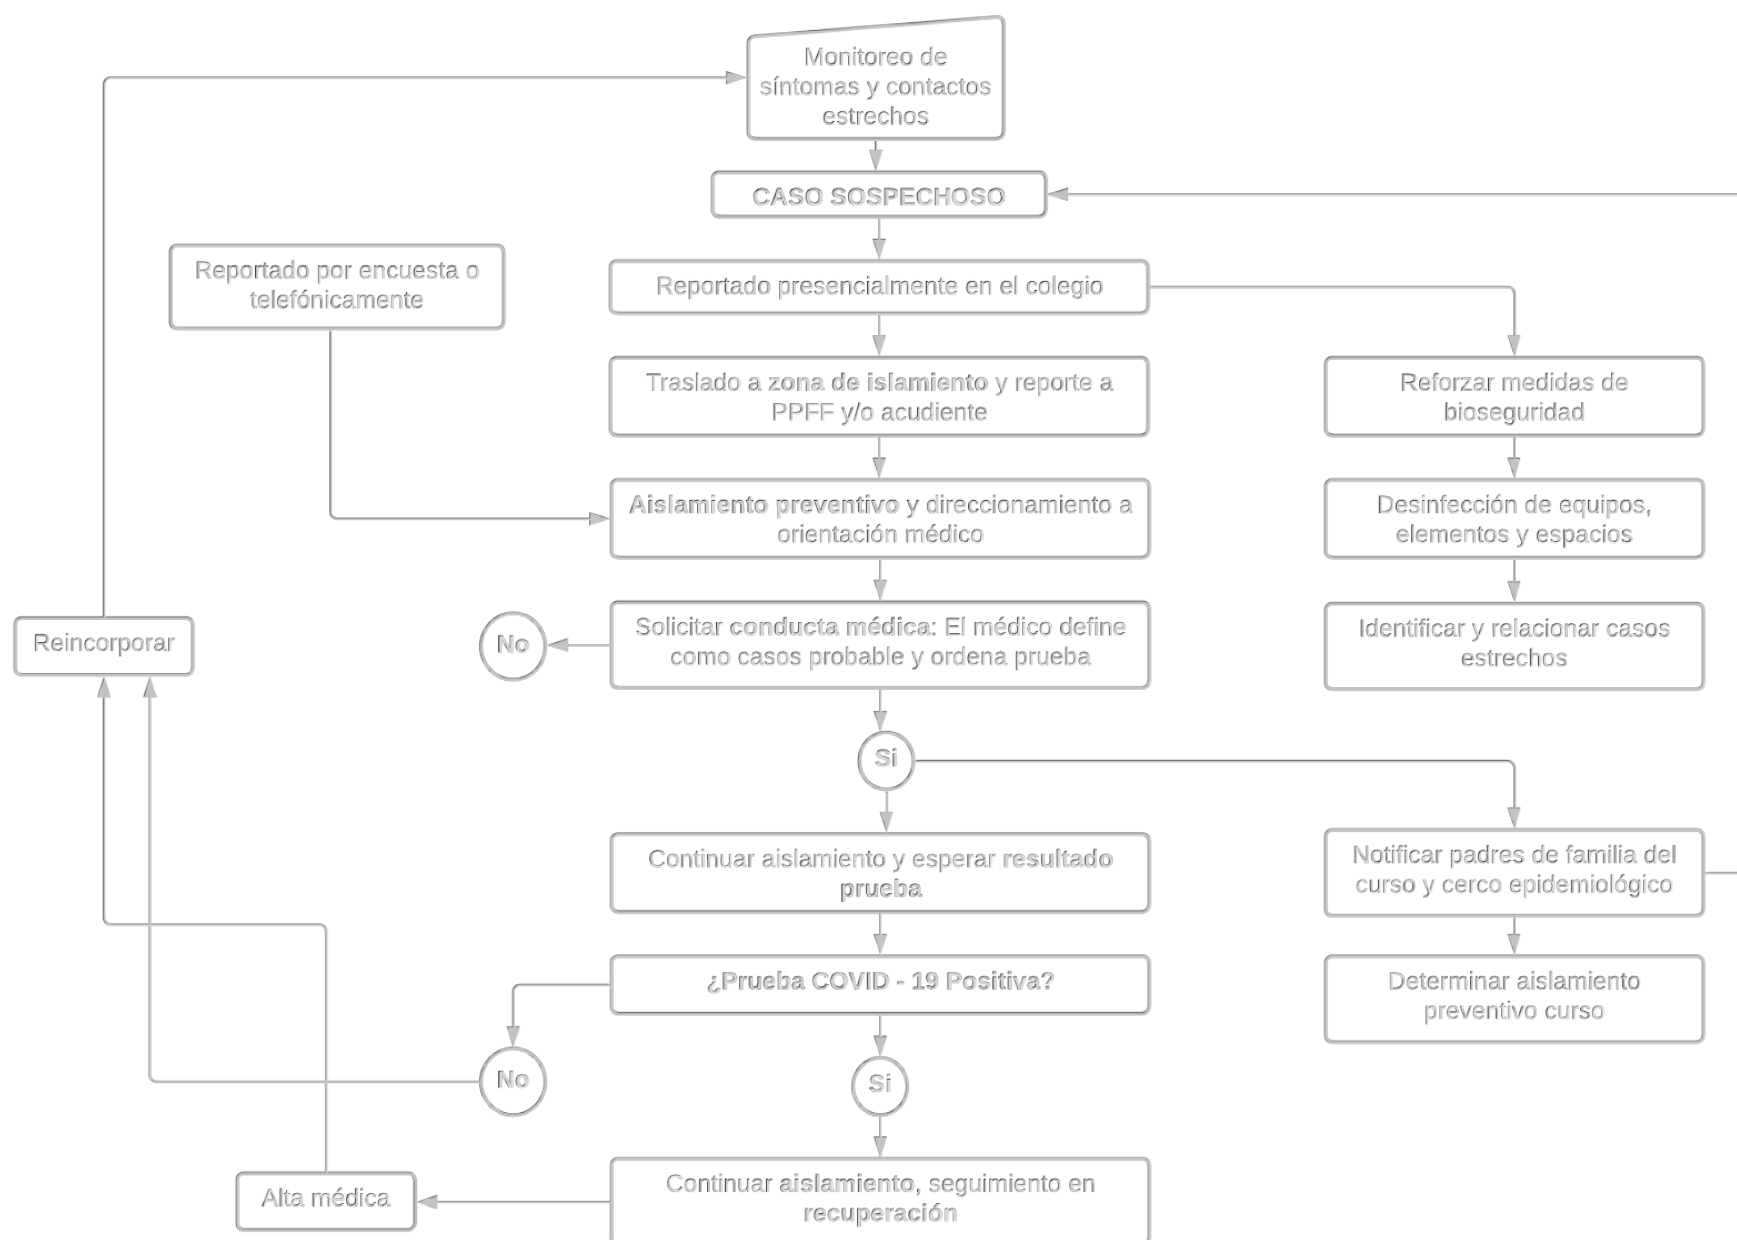 Monitoreo de
síntomas y contactos
estrechos
CASO SOSPECHOSO
Reportado por encuesta o
telefónicamente
Reportado presencialmente en el colegio
Traslado a zona de islamiento y reporte a
PPFF y/o acudiente
Reforzar medidas de
bioseguridad
Aislamiento preventivo y direccionamiento a
orientación médico
Desinfección de equipos,
elementos y espacios
Reincorporar
No
Solicitar conducta médica: El médico define
como casos probable y ordena prueba
Identificar y relacionar casos
estrechos
Si
Continuar aislamiento y esperar resultado
prueba
Notificar padres de familia del
curso y cerco epidemiológico
¿Prueba COVID - 19 Positiva?
Determinar aislamiento
preventivo curso
No
Si
Alta médica
Continuar aislamiento, seguimiento en
recuperación